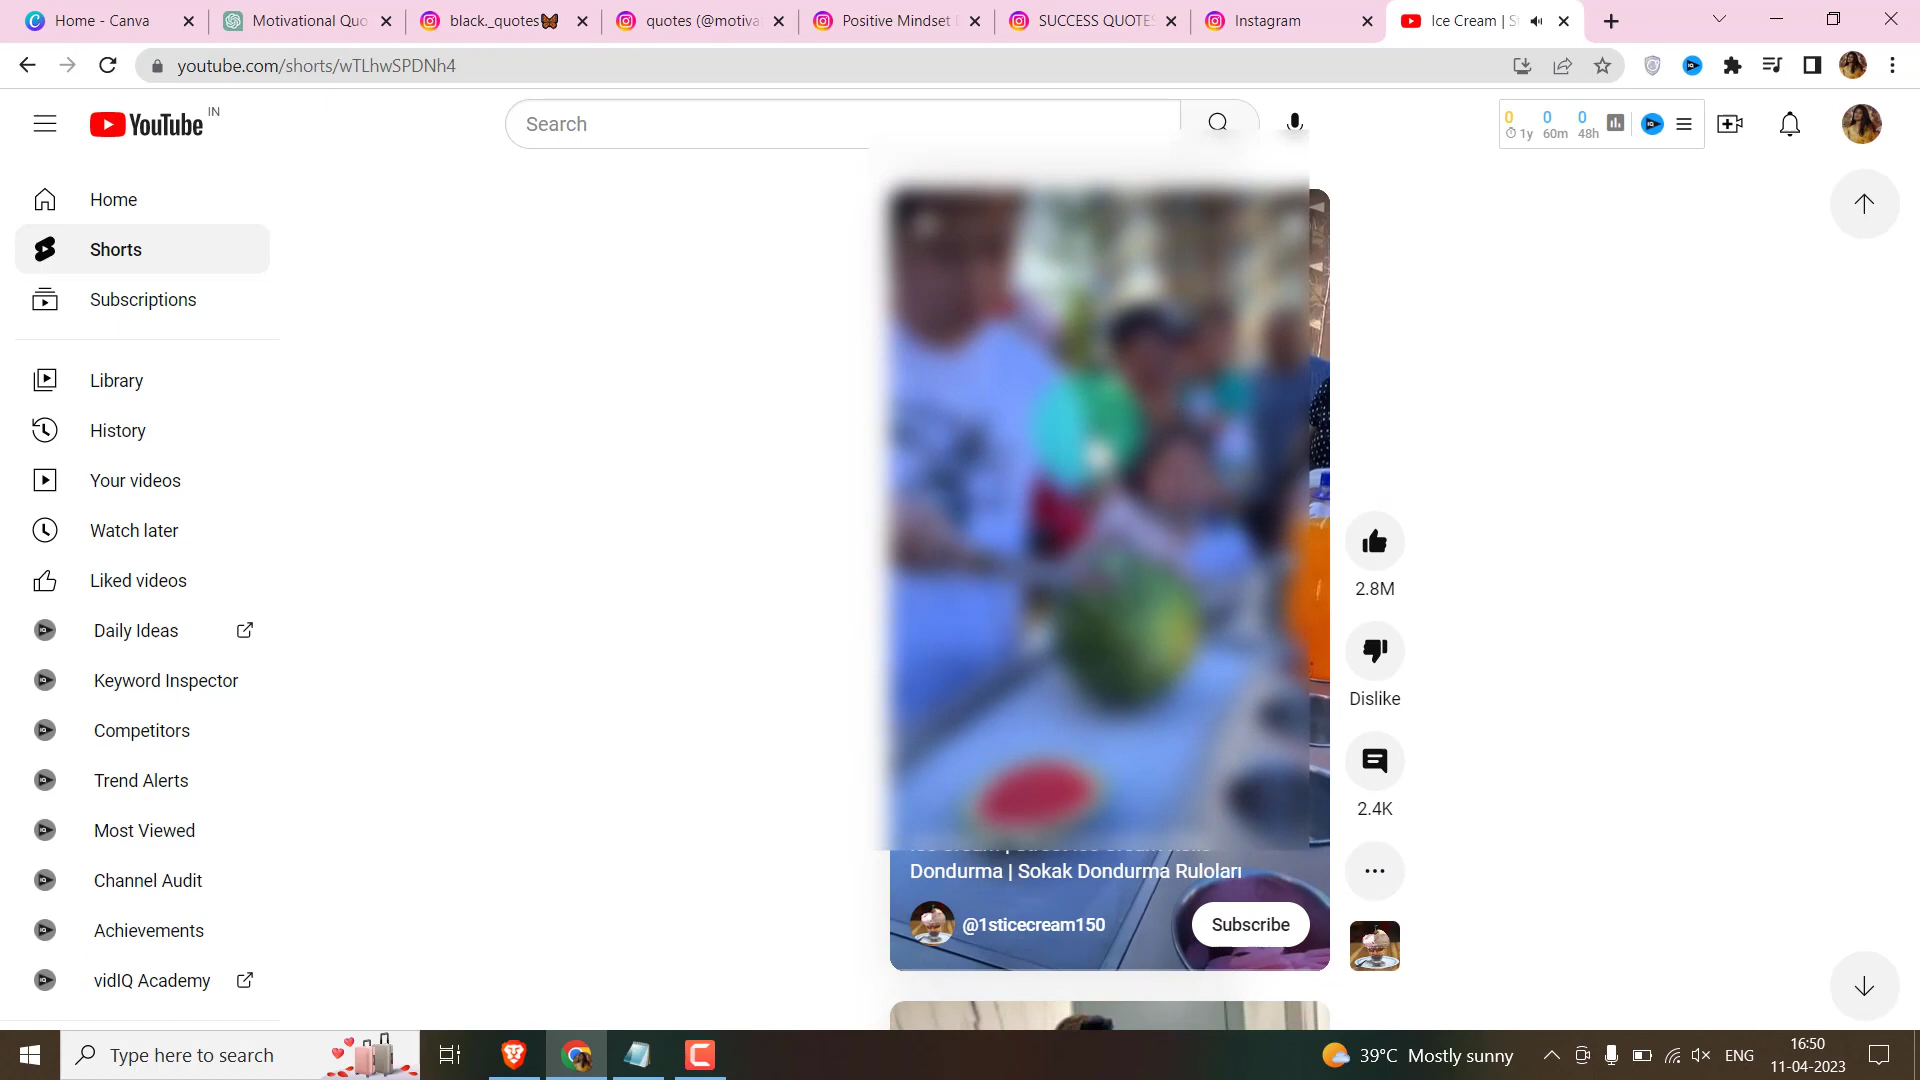 Home - Canva
Motivational Quo
black._quotes🦋
quotes (@motiva
Positive Mindset
SUCCESS QUOTES
Instagram
Ice Cream | S
youtube.com/shorts/wTLhwSPDNh4
YouTube IN
Search
0 0 0
1y 60m 48h
Home
Shorts
Subscriptions
Library
History
Your videos
Watch later
Liked videos
Daily Ideas
Keyword Inspector
Competitors
Trend Alerts
Most Viewed
Channel Audit
Achievements
vidIQ Academy
Dondurma | Sokak Dondurma Ruloları
@1sticecream150
Subscribe
2.8M
Dislike
2.4K
Type here to search
39°C Mostly sunny
ENG
16:50
11-04-2023